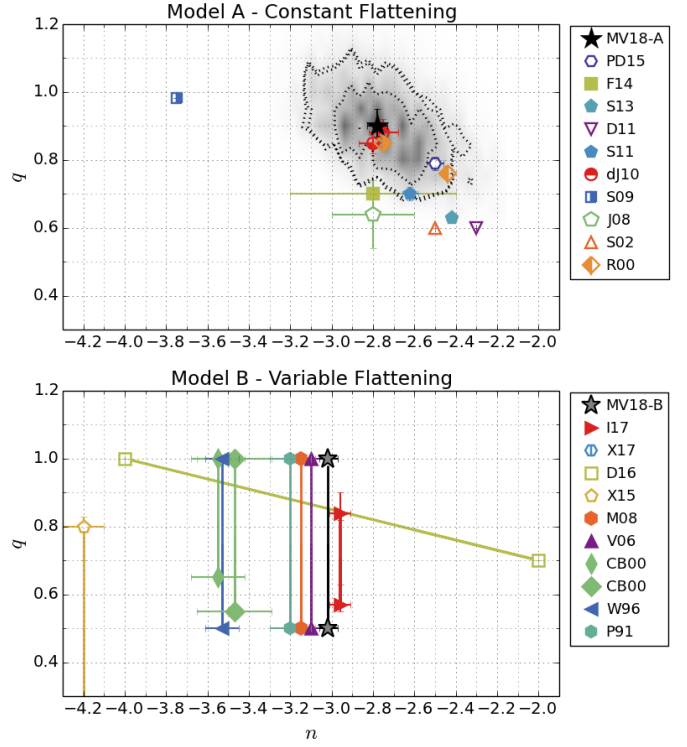 Model A - Constant Flattening
1.2
1.0
0.8
0.6
0.4
q
−4.2 −4.0 −3.8 −3.6 −3.4 −3.2 −3.0 −2.8 −2.6 −2.4 −2.2 −2.0
MV18-A
PD15
F14
S13
D11
S11
dJ10
S09
J08
S02
R00
Model B - Variable Flattening
1.2
1.0
0.8
0.6
0.4
q
−4.2 −4.0 −3.8 −3.6 −3.4 −3.2 −3.0 −2.8 −2.6 −2.4 −2.2 −2.0
n
MV18-B
I17
X17
D16
X15
M08
V06
CB00
CB00
W96
P91